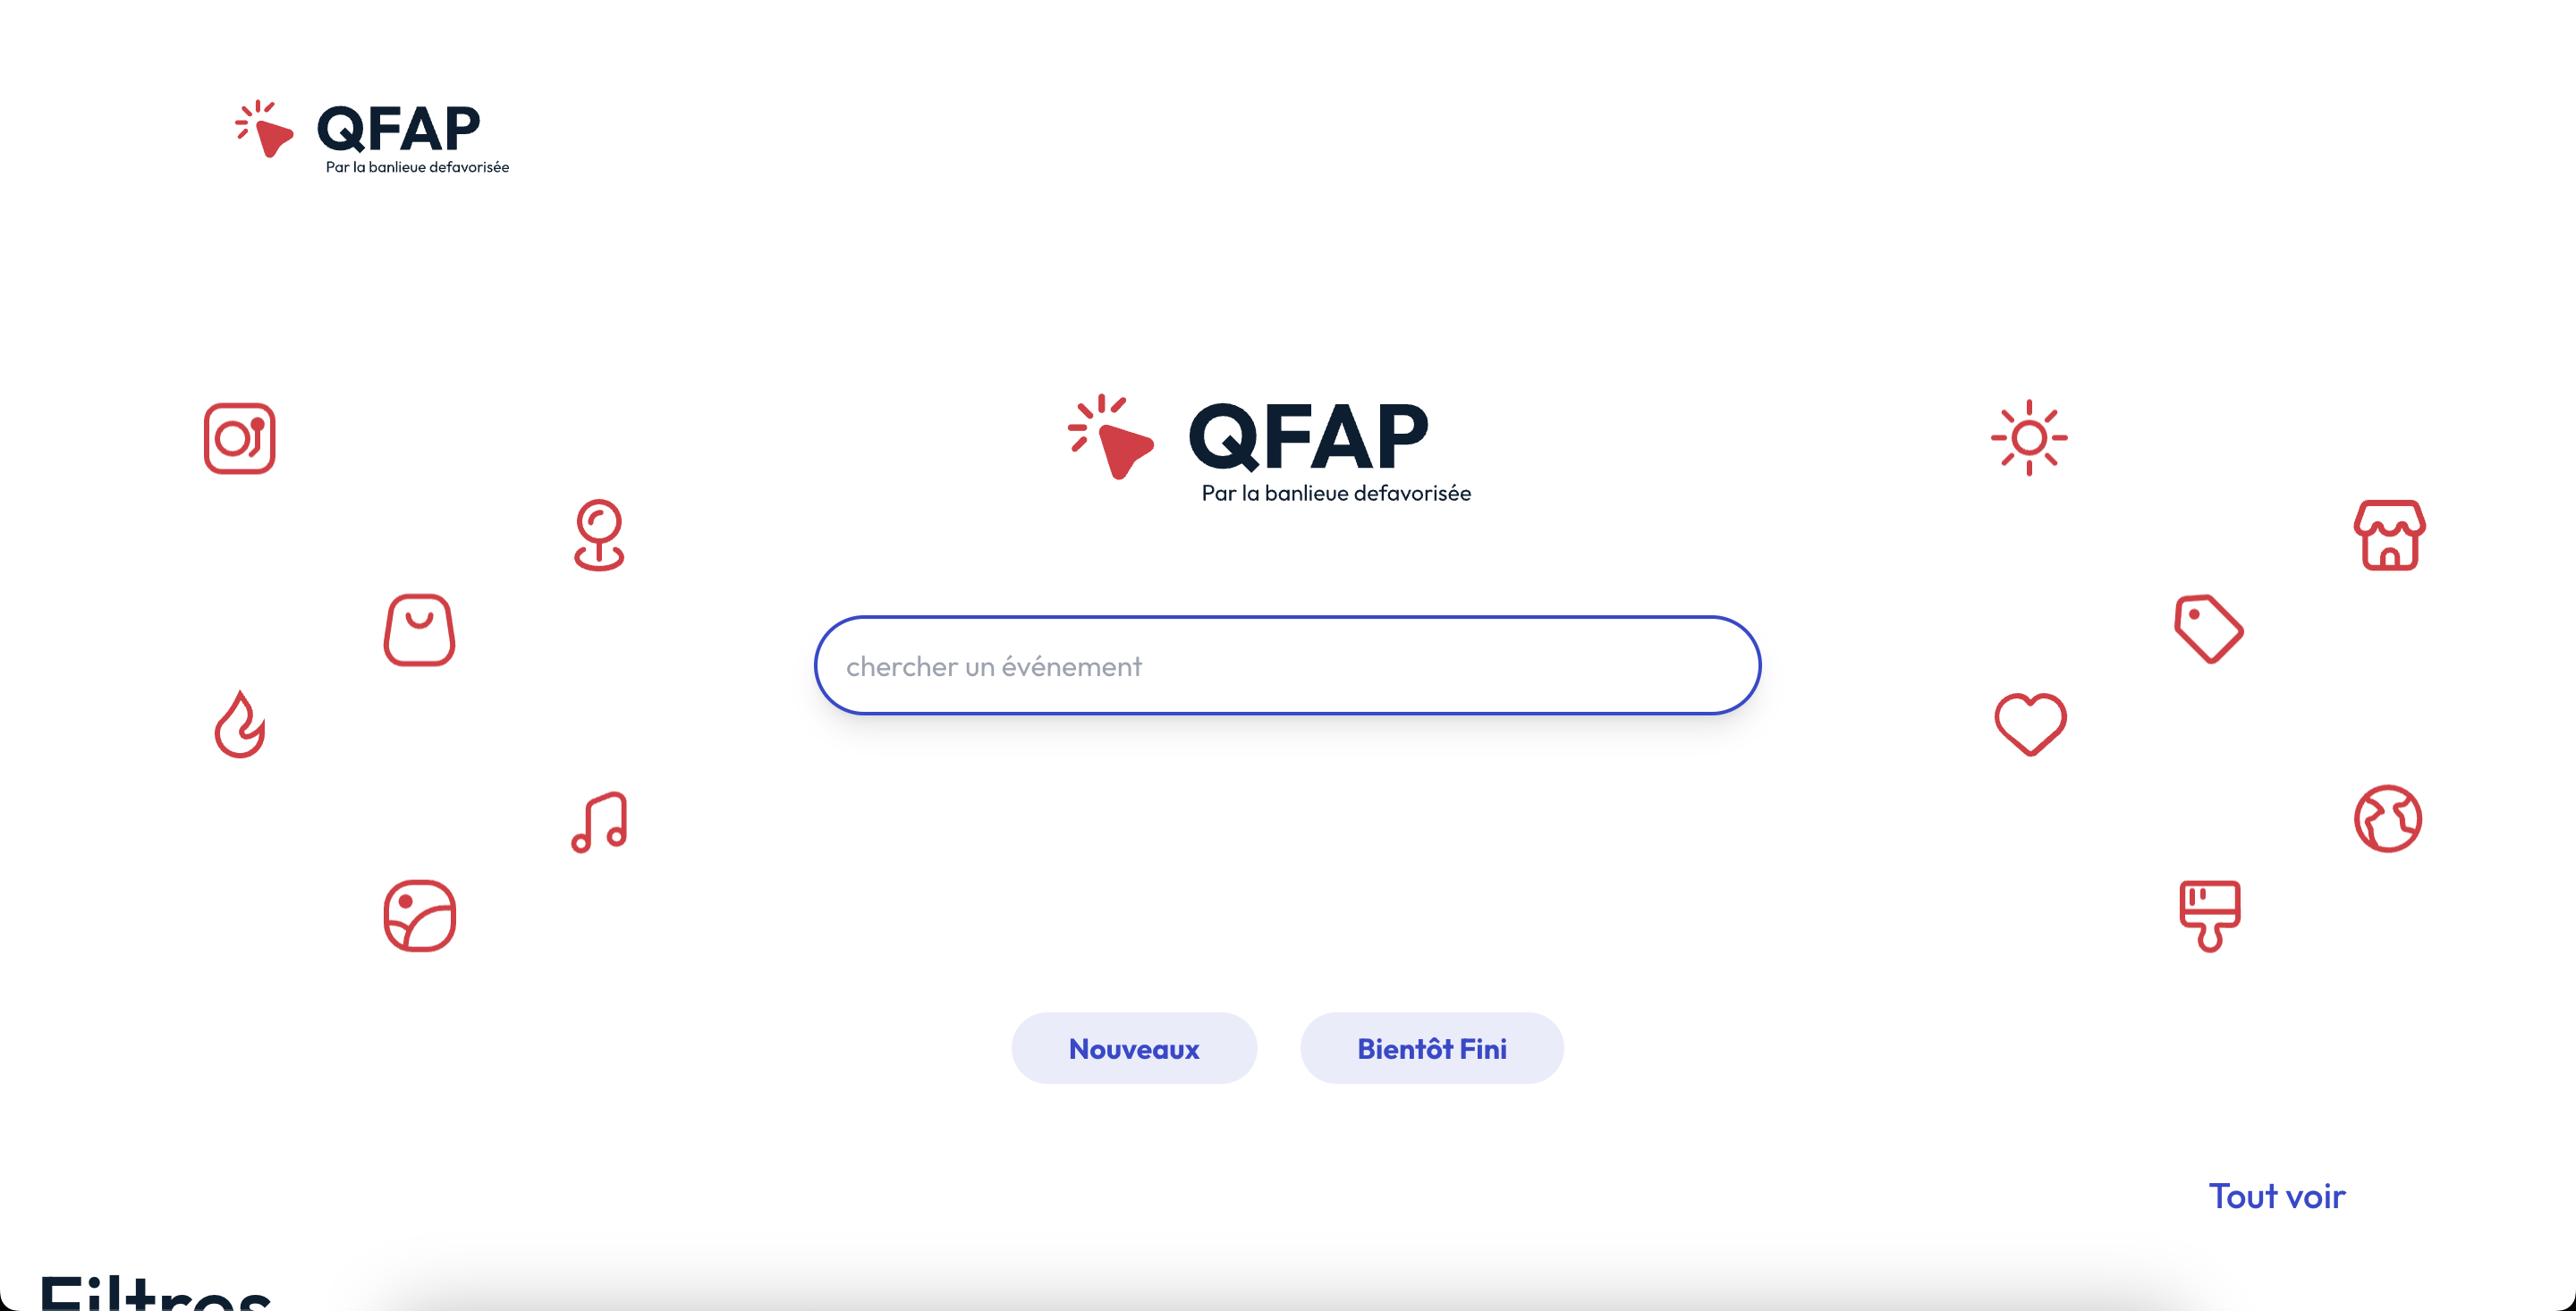 QFAP
Par la banlieue defavorisée
QFAP
Par la banlieue defavorisée
chercher un événement
Nouveaux
Bientôt Fini
Tout voir
Filtres